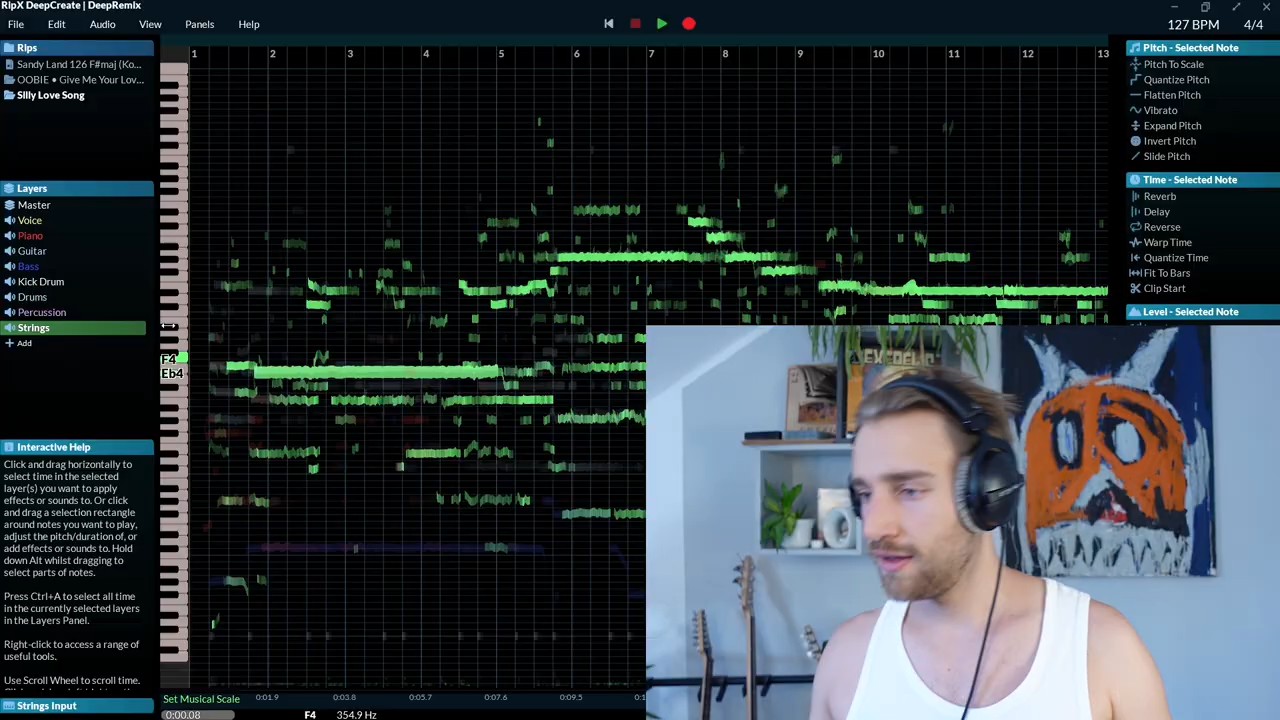 RipX DeepCreate | DeepRemix
File Edit Audio View Panels Help
127 BPM 4/4
Rips
Sandy Land 126 F#maj (Ko...
OOBIE • Give Me Your Lov...
SIlly Love Song
Layers
Master
Voice
Piano
Guitar
Bass
Kick Drum
Drums
Percussion
Strings
Add
Interactive Help
Click and drag horizontally to
select time in the selected
layer(s) you want to apply
effects or sounds to. Or click
and drag a selection rectangle
around notes you want to play,
adjust the pitch/duration of, or
add effects or sounds to. Hold
down Alt whilst dragging to
select parts of notes.
Press Ctrl+A to select all time
in the currently selected layers
in the Layers Panel.
Right-click to access a range of
useful tools.
Use Scroll Wheel to scroll time.
Strings Input
1 2 3 4 5 6 7 8 9 10 11 12 13
F4
Eb4
Set Musical Scale 0:01.9 0:03.8 0:05.7 0:07.6 0:09.5
0:00.08 F4 354.9 Hz
Pitch - Selected Note
Pitch To Scale
Quantize Pitch
Flatten Pitch
Vibrato
Expand Pitch
Invert Pitch
Slide Pitch
Time - Selected Note
Reverb
Delay
Reverse
Warp Time
Quantize Time
Fit To Bars
Clip Start
Level - Selected Note